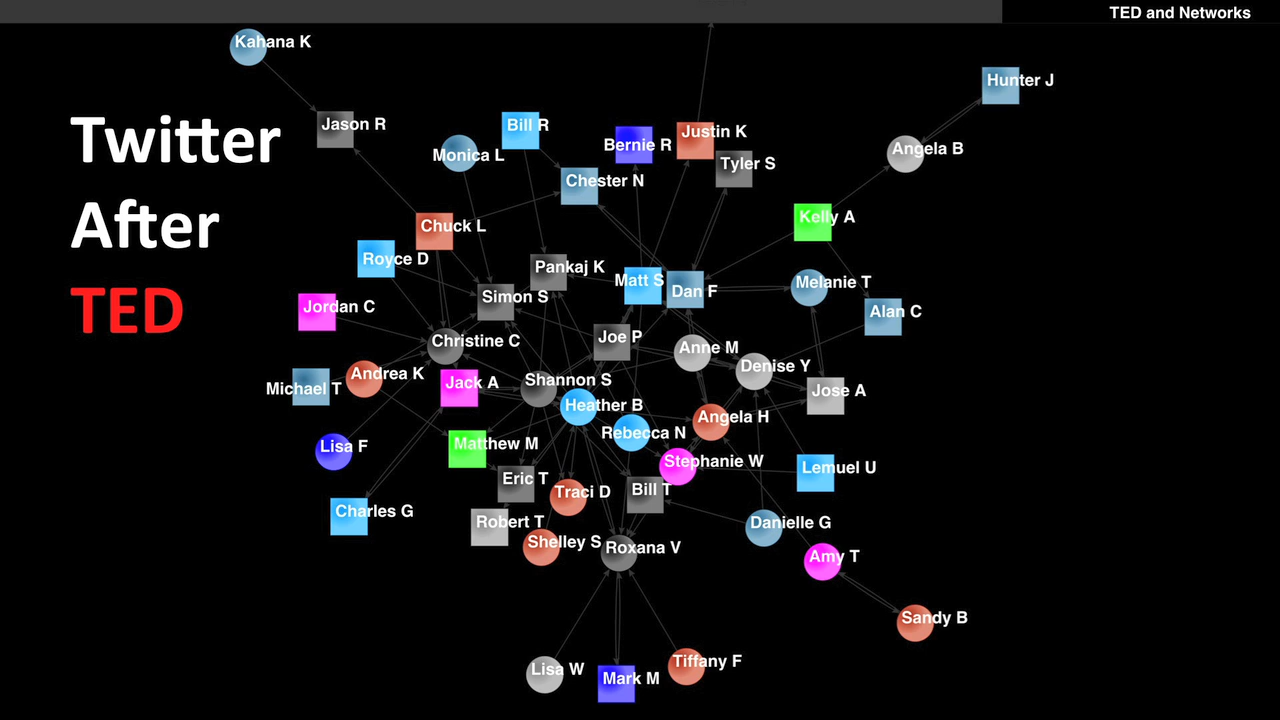 TED and Networks
Kahana K
Hunter J
Twitter
After
TED
Jason R
Bill R
Justin K
Bernie R
Angela B
Monica L
Tyler S
Chester N
Kelly A
Chuck L
Royce D
Pankaj K
Matt S
Dan F
Melanie T
Simon S
Jordan C
Alan C
Joe P
Christine C
Anne M
Denise Y
Andrea K
Michael T
Jack A
Shannon S
Jose A
Heather B
Angela H
Rebecca N
Lisa F
Matthew M
Stephanie W
Lemuel U
Eric T
Traci D
Bill T
Charles G
Robert T
Danielle G
Shelley S
Roxana V
Amy T
Sandy B
Lisa W
Mark M
Tiffany F